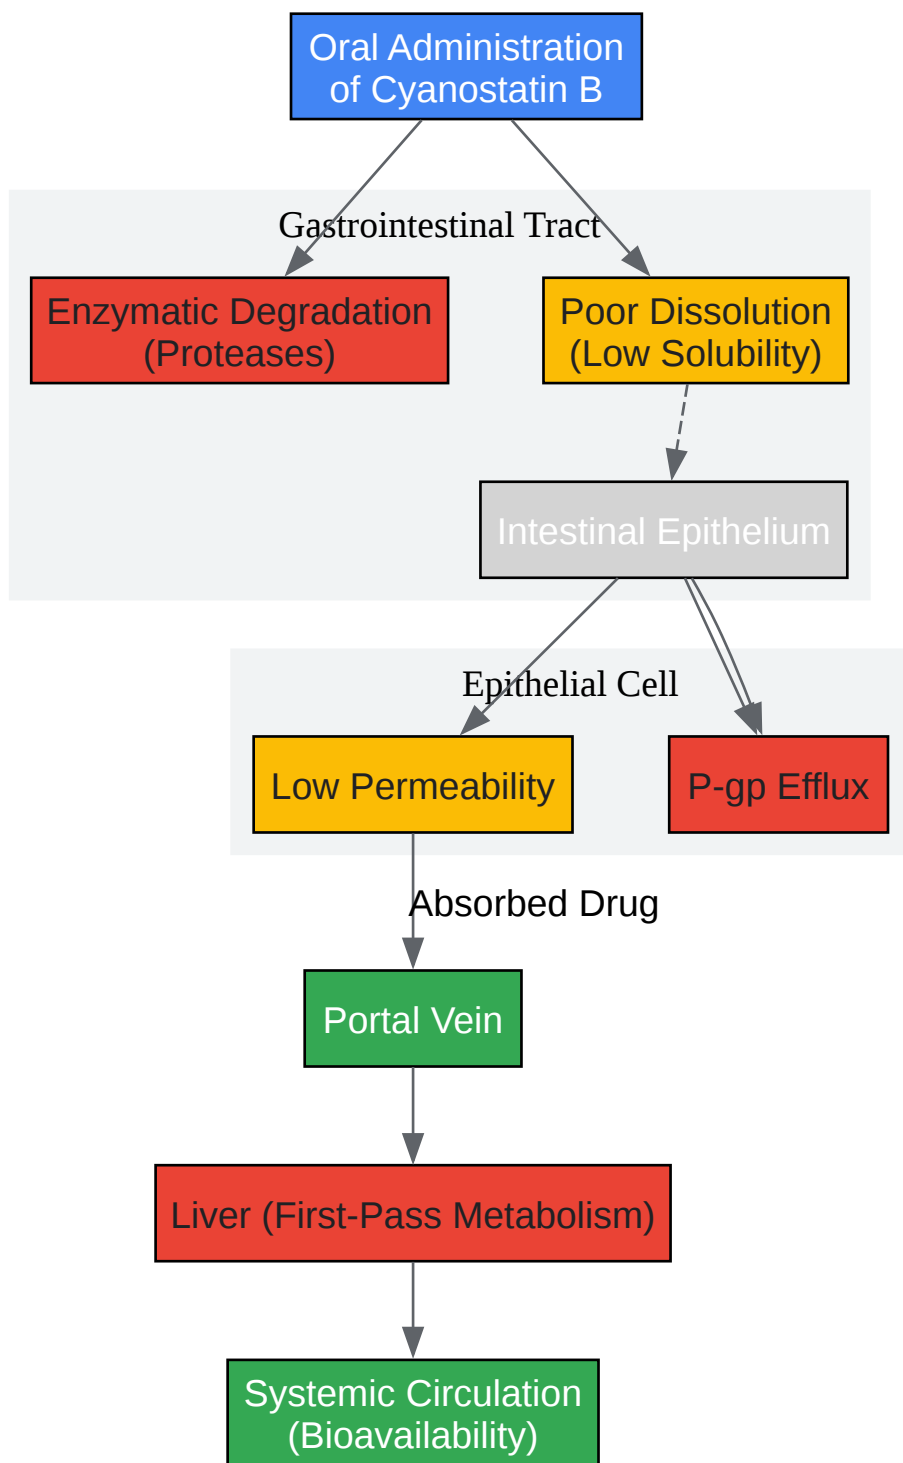 Oral Administration
of Cyanostatin B
Gastrointestinal Tract
Enzymatic Degradation
(Proteases)
Poor Dissolution
(Low Solubility)
Intestinal Epithelium
Epithelial Cell
Low Permeability
P-gp Efflux
Absorbed Drug
Portal Vein
Liver (First-Pass Metabolism)
Systemic Circulation
(Bioavailability)